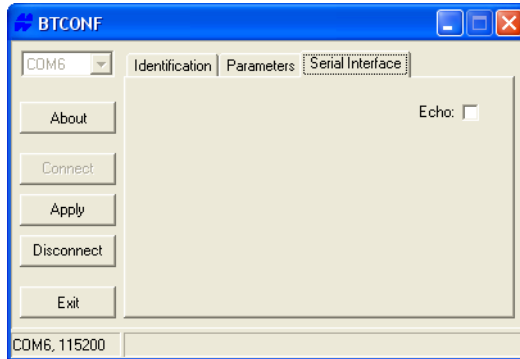 BTCONF
COM6
Identification Parameters Serial Interface
About
Echo:
Connect
Apply
Disconnect
Exit
COM6, 115200